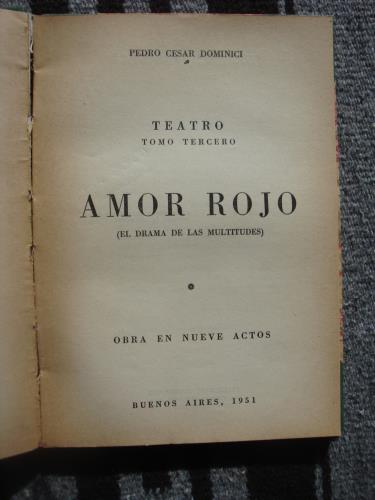 PEDRO CESAR DOMINICI
TEATRO
TOMO TERCERO
AMOR ROJO
(EL DRAMA DE LAS MULTITUDES)
OBRA EN NUEVE ACTOS
BUENOS AIRES, 1951